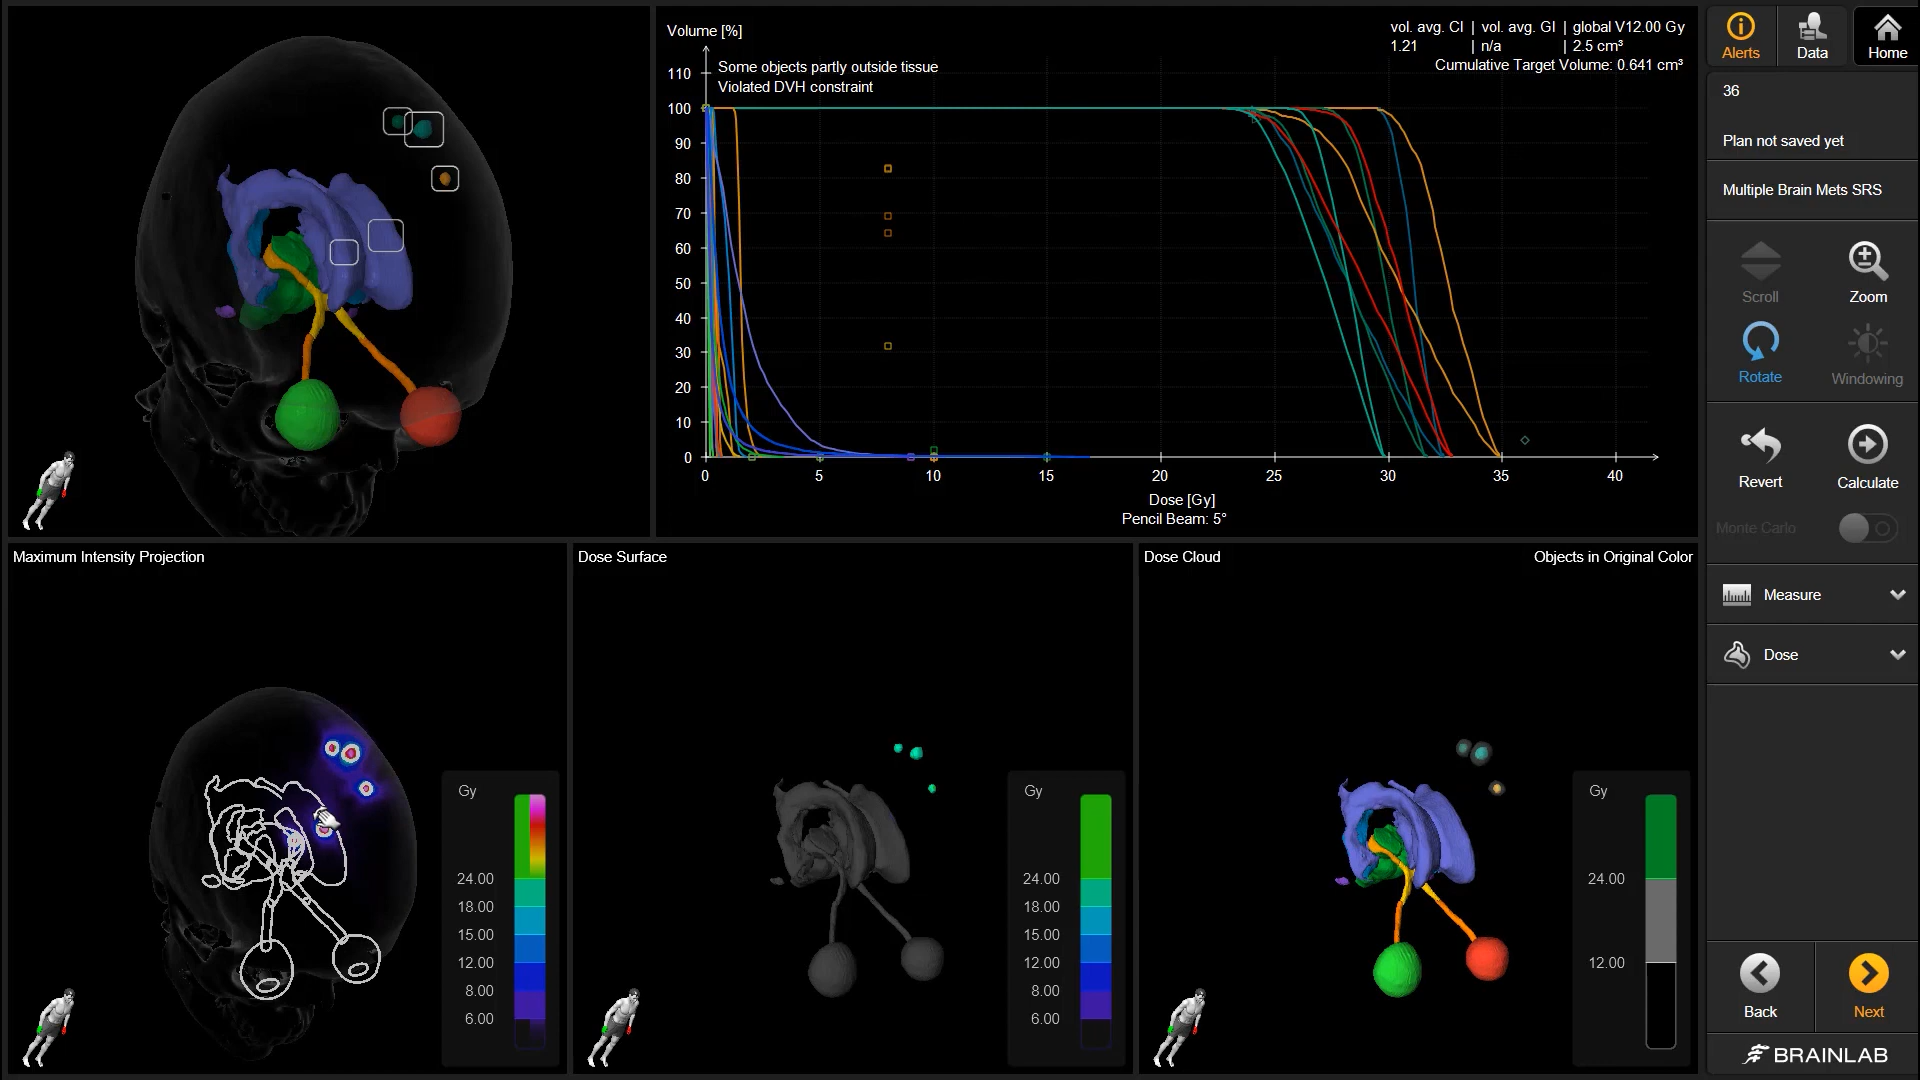 Volume [%]
vol. avg. CI | vol. avg. GI | global V12.00 Gy
1.21 | n/a | 2.5 cm³
Cumulative Target Volume: 0.641 cm³
Some objects partly outside tissue
Violated DVH constraint
110
100
90
80
70
60
50
40
30
20
10
0
0 5 10 15 20 25 30 35 40
Dose [Gy]
Pencil Beam: 5°
Alerts
Data
Home
36
Plan not saved yet
Multiple Brain Mets SRS
Scroll
Zoom
Rotate
Windowing
Revert
Calculate
Monte Carlo
Measure
Dose
Back
Next
BRAINLAB
Maximum Intensity Projection
Gy
24.00
18.00
15.00
12.00
8.00
6.00
Dose Surface
Gy
24.00
18.00
15.00
12.00
8.00
6.00
Dose Cloud
Objects in Original Color
Gy
24.00
12.00